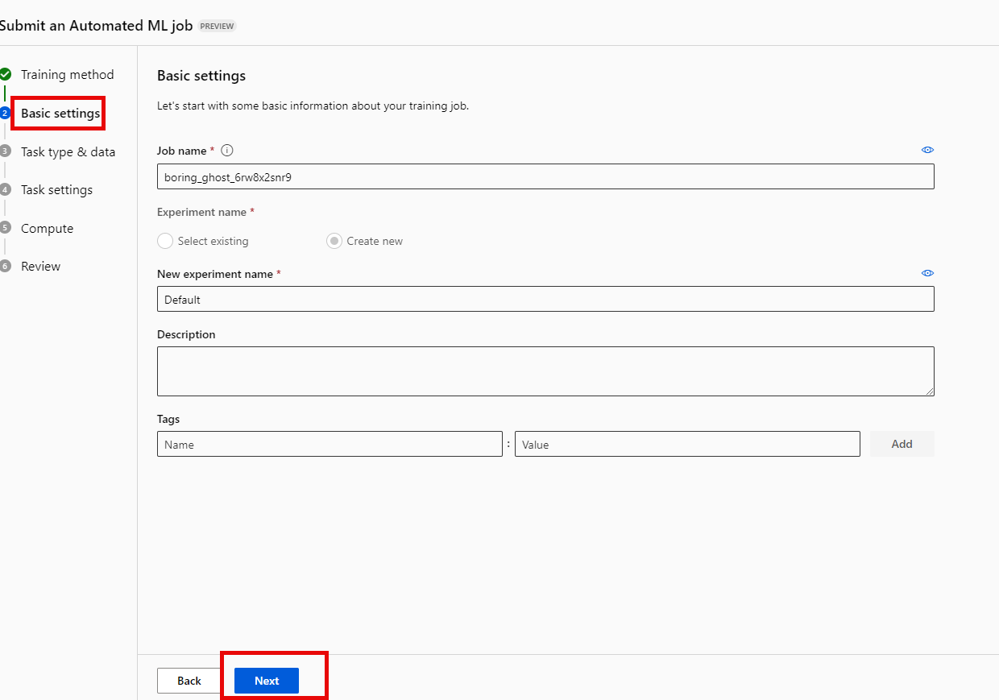 Submit an Automated ML job PREVIEW
Training method
2 Basic settings
3 Task type & data
4 Task settings
5 Compute
6 Review
Basic settings
Let's start with some basic information about your training job.
Job name *
boring_ghost_6rw8x2snr9
Experiment name *
Select existing Create new
New experiment name *
Default
Description
Tags
Name : Value Add
Back Next